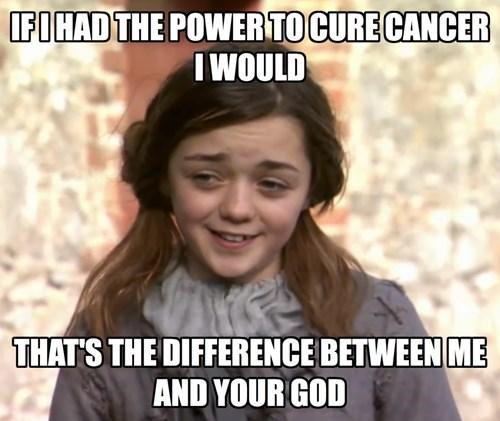 IF I HAD THE POWER TO CURE CANCER
I WOULD
THAT'S THE DIFFERENCE BETWEEN ME
AND YOUR GOD